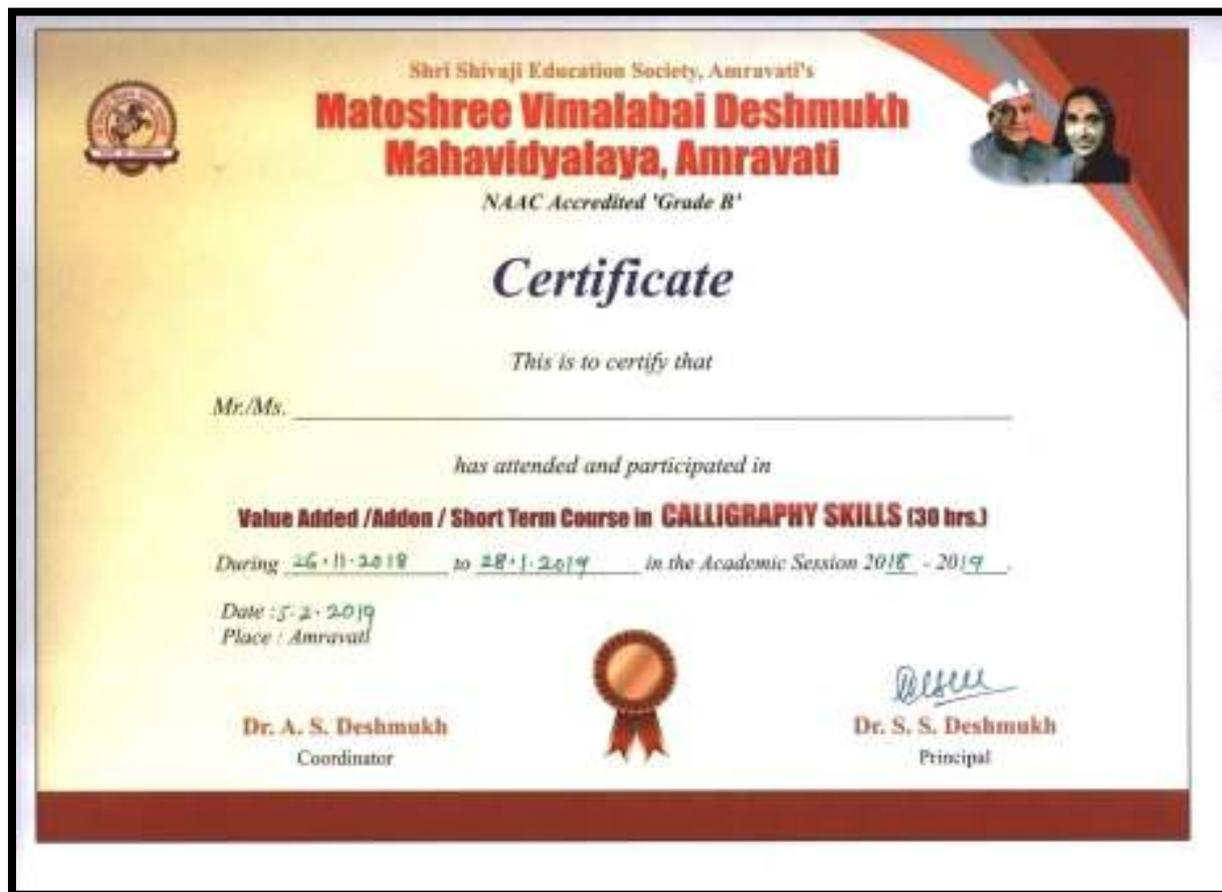 Shri Shivaji Education Society, Amravati's
Matoshree Vimalabai Deshmukh
Mahavidyalaya, Amravati
NAAC Accredited 'Grade B'
Certificate
This is to certify that
Mr./Ms.
has attended and participated in
Value Added /Addon / Short Term Course in CALLIGRAPHY SKILLS (30 hrs.)
During 26.11.2018 to 28.1.2019 in the Academic Session 2018 - 2019.
Date : 5.2.2019
Place : Amravati
Dr. A. S. Deshmukh
Coordinator
Dr. S. S. Deshmukh
Principal